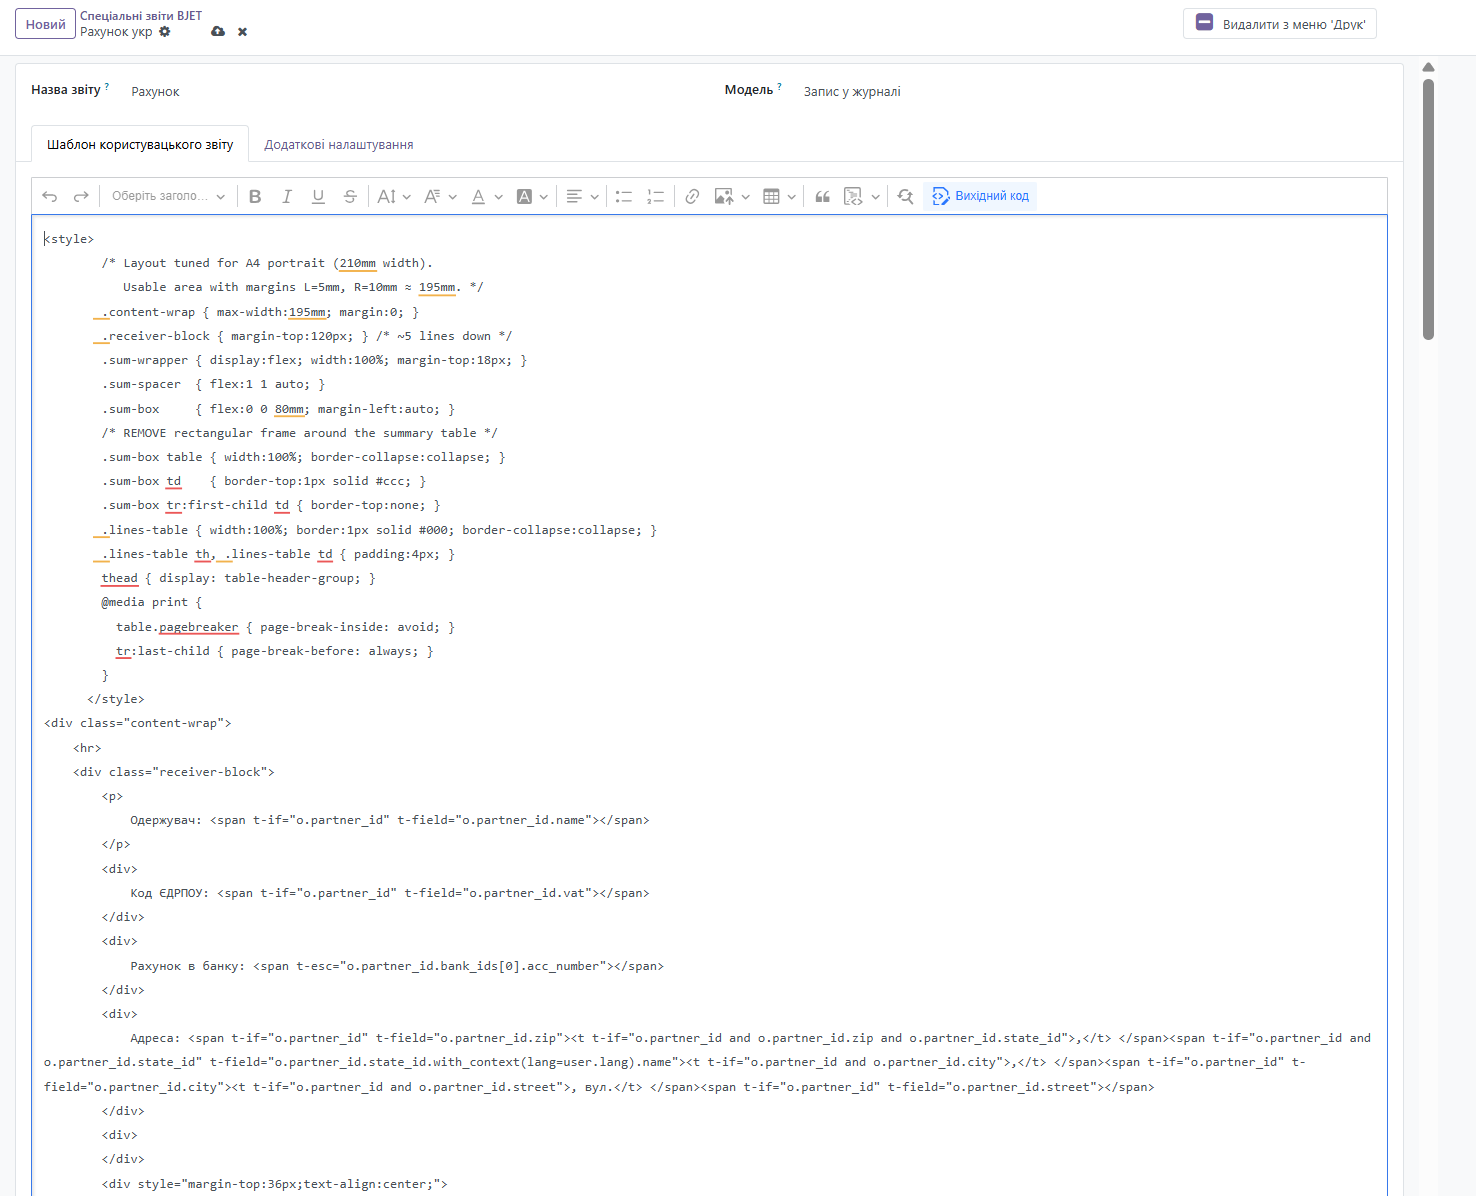 Новий
Спеціальні звіти BJET
Рахунок укр
Видалити з меню 'Друк'
Назва звіту ? Рахунок
Модель ? Запис у журналі
Шаблон користувацького звіту
Додаткові налаштування
Оберіть заголо...
Вихідний код
<style>
/* Layout tuned for A4 portrait (210mm width).
Usable area with margins L=5mm, R=10mm ≈ 195mm. */
.content-wrap { max-width:195mm; margin:0; }
.receiver-block { margin-top:120px; } /* ~5 lines down */
.sum-wrapper { display:flex; width:100%; margin-top:18px; }
.sum-spacer  { flex:1 1 auto; }
.sum-box     { flex:0 0 80mm; margin-left:auto; }
/* REMOVE rectangular frame around the summary table */
.sum-box table { width:100%; border-collapse:collapse; }
.sum-box td    { border-top:1px solid #ccc; }
.sum-box tr:first-child td { border-top:none; }
.lines-table { width:100%; border:1px solid #000; border-collapse:collapse; }
.lines-table th, .lines-table td { padding:4px; }
thead { display: table-header-group; }
@media print {
table.pagebreaker { page-break-inside: avoid; }
tr:last-child { page-break-before: always; }
}
</style>
<div class="content-wrap">
<hr>
<div class="receiver-block">
<p>
Одержувач: <span t-if="o.partner_id" t-field="o.partner_id.name"></span>
</p>
<div>
Код ЄДРПОУ: <span t-if="o.partner_id" t-field="o.partner_id.vat"></span>
</div>
<div>
Рахунок в банку: <span t-esc="o.partner_id.bank_ids[0].acc_number"></span>
</div>
<div>
Адреса: <span t-if="o.partner_id" t-field="o.partner_id.zip"><t t-if="o.partner_id and o.partner_id.zip and o.partner_id.state_id">,</t> </span><span t-if="o.partner_id and
o.partner_id.state_id" t-field="o.partner_id.state_id.with_context(lang=user.lang).name"><t t-if="o.partner_id and o.partner_id.city">,</t> </span><span t-if="o.partner_id" t-
field="o.partner_id.city"><t t-if="o.partner_id and o.partner_id.street">, вул.</t> </span><span t-if="o.partner_id" t-field="o.partner_id.street"></span>
</div>
<div>
</div>
<div style="margin-top:36px;text-align:center;">